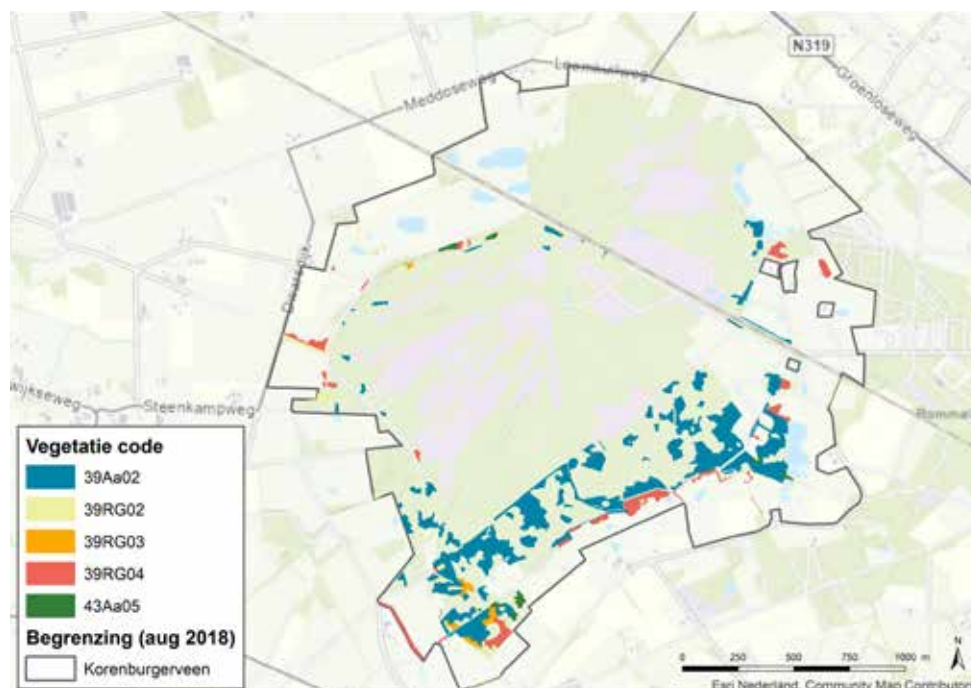 N319
Groenloseweg
Meddoseweg
Steenkampweg
wijkseweg
Vegetatie code
39Aa02
39RG02
39RG03
39RG04
43Aa05
Begrenzing (aug 2018)
Korenburgerveen
0 250 500 750 1000 m
N
Esri Nederland, Community Map Contributors